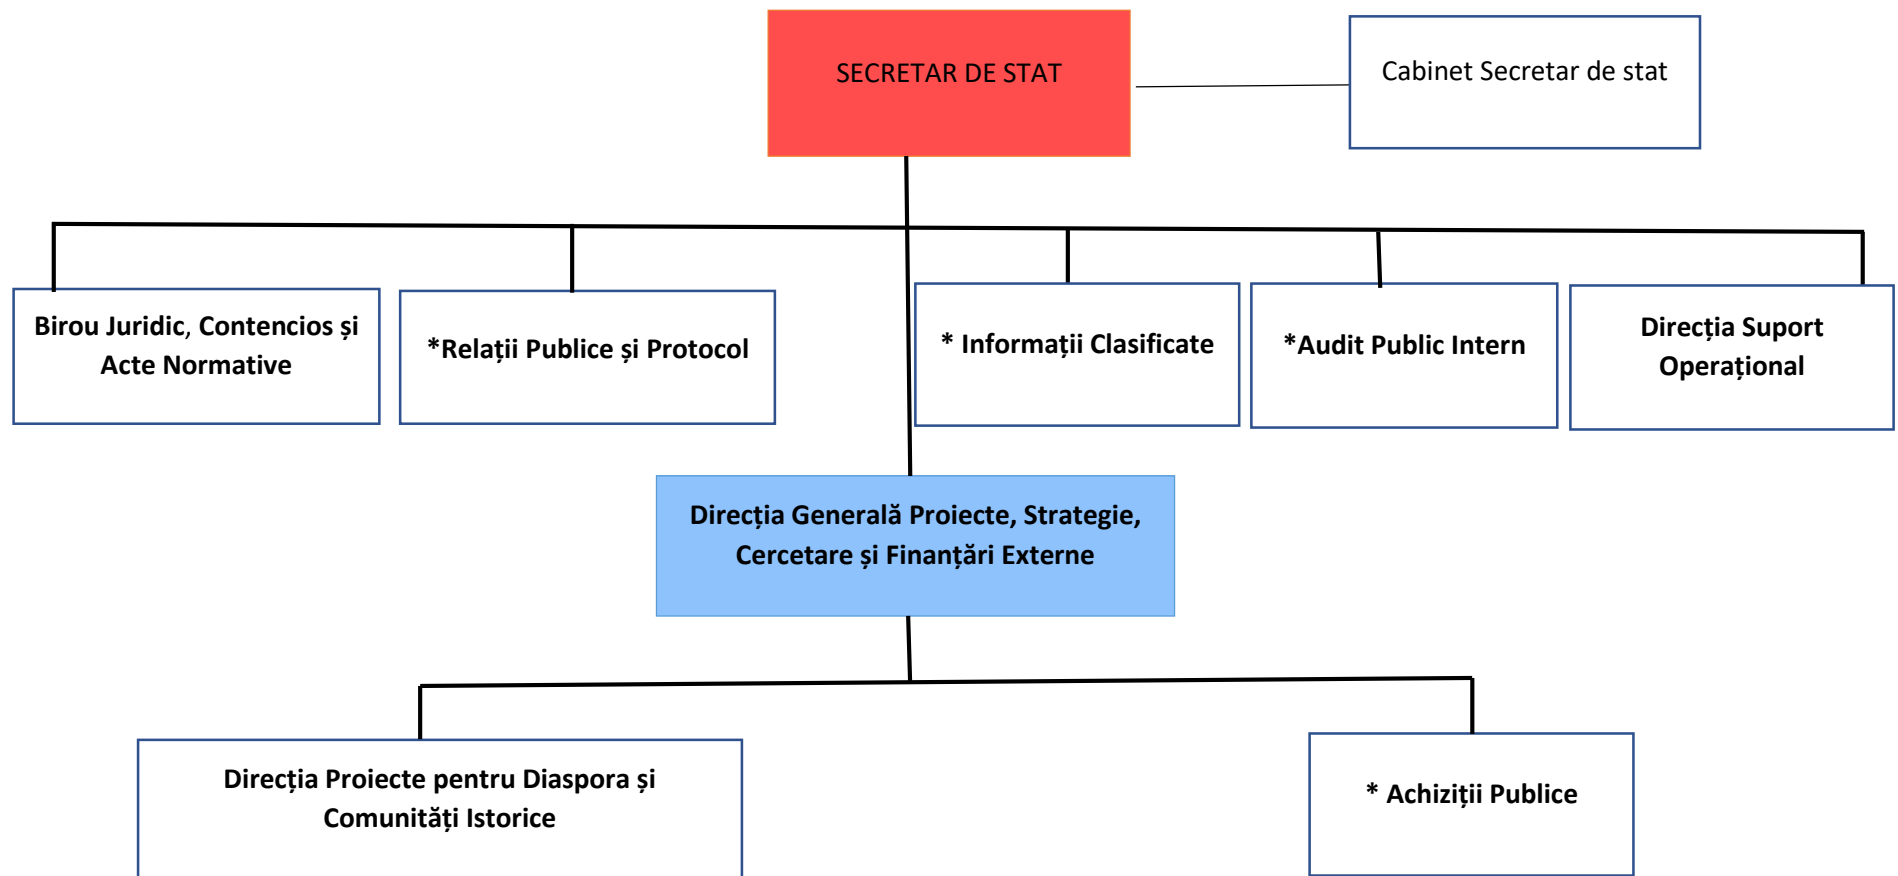 SECRETAR DE STAT
Cabinet Secretar de stat
Birou Juridic, Contencios și
Acte Normative
*Relații Publice și Protocol
* Informații Clasificate
*Audit Public Intern
Direcția Suport
Operațional
Direcția Generală Proiecte, Strategie,
Cercetare și Finanțări Externe
Direcția Proiecte pentru Diaspora și
Comunități Istorice
* Achiziții Publice